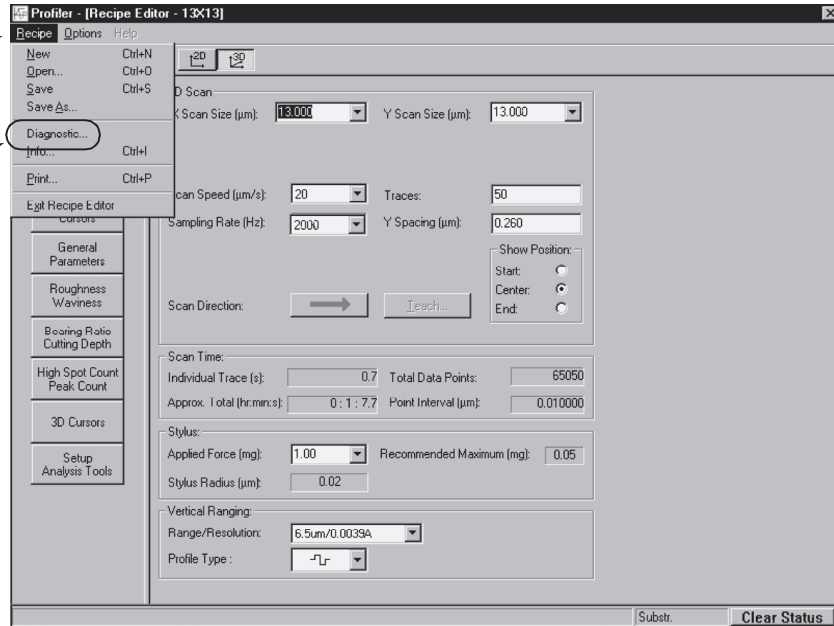 Profiler - [Recipe Editor - 13X13]
Recipe Options Help
New Ctrl+N
Open... Ctrl+O
Save Ctrl+S
Save As...
Diagnostic...
Info... Ctrl+I
Print... Ctrl+P
Exit Recipe Editor
Cursors
General
Parameters
Roughness
Waviness
Bearing Ratio
Cutting Depth
High Spot Count
Peak Count
3D Cursors
Setup
Analysis Tools
2D
3D
D Scan
X Scan Size (µm): 13.000 Y Scan Size (µm): 13.000
Scan Speed (µm/s): 20 Traces: 50
Sampling Rate (Hz): 2000 Y Spacing (µm): 0.260
Show Position:
Start:
Center:
End:
Scan Direction: Teach...
Scan Time:
Individual Trace (s): 0.7 Total Data Points: 65050
Approx. Total (hr:min:s): 0 : 1 : 7.7 Point Interval (µm): 0.010000
Stylus:
Applied Force (mg): 1.00 Recommended Maximum (mg): 0.05
Stylus Radius (µm): 0.02
Vertical Ranging:
Range/Resolution: 6.5um/0.0039A
Profile Type :
Substr. Clear Status